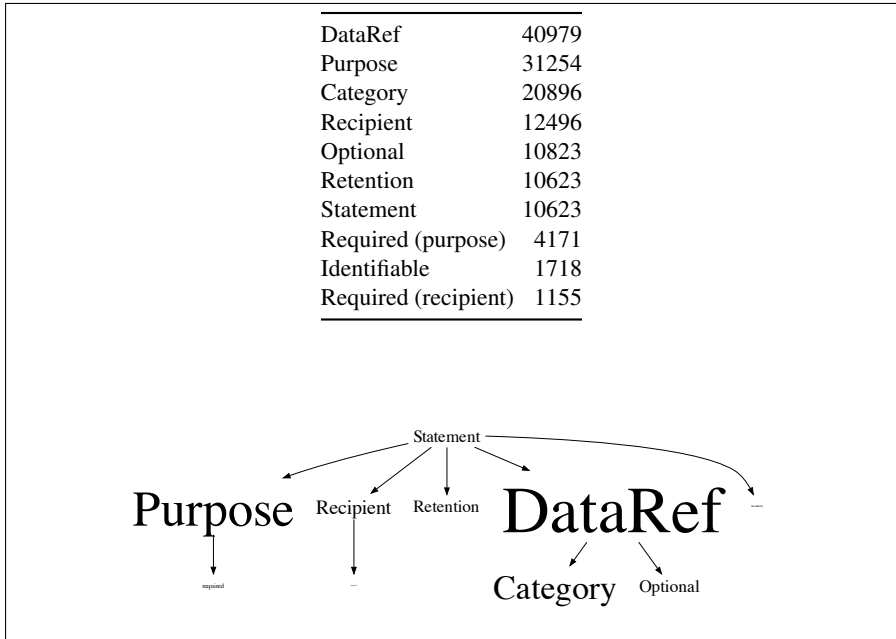 DataRef 40979
Purpose 31254
Category 20896
Recipient 12496
Optional 10823
Retention 10623
Statement 10623
Required (purpose) 4171
Identifiable 1718
Required (recipient) 1155
Statement
Purpose Recipient Retention DataRef
required
Category Optional